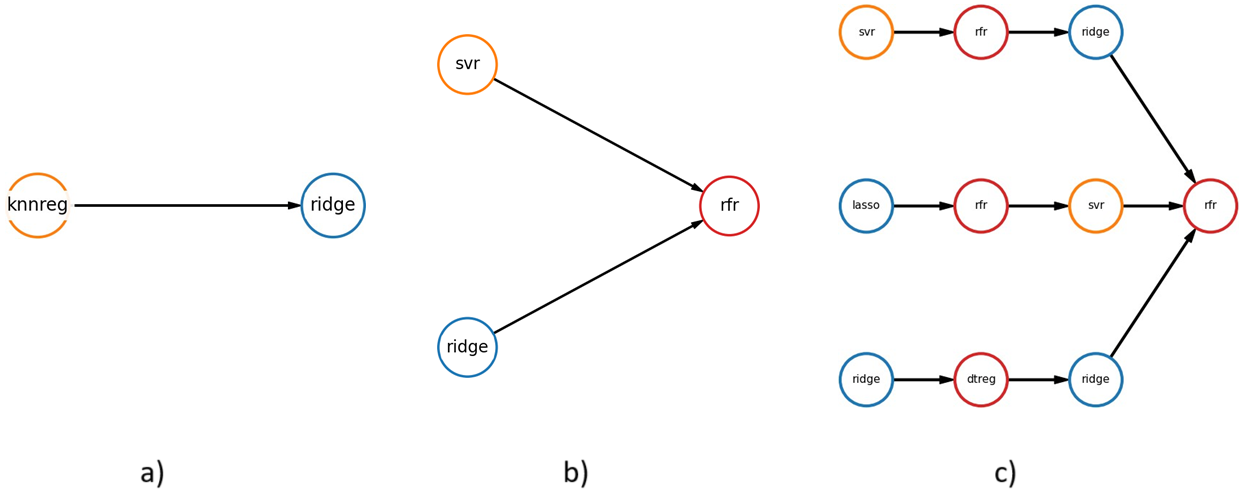 knnreg ridge
a)
svr
rfr
ridge
b)
svr rfr ridge
lasso rfr svr rfr
ridge dtreg ridge
c)